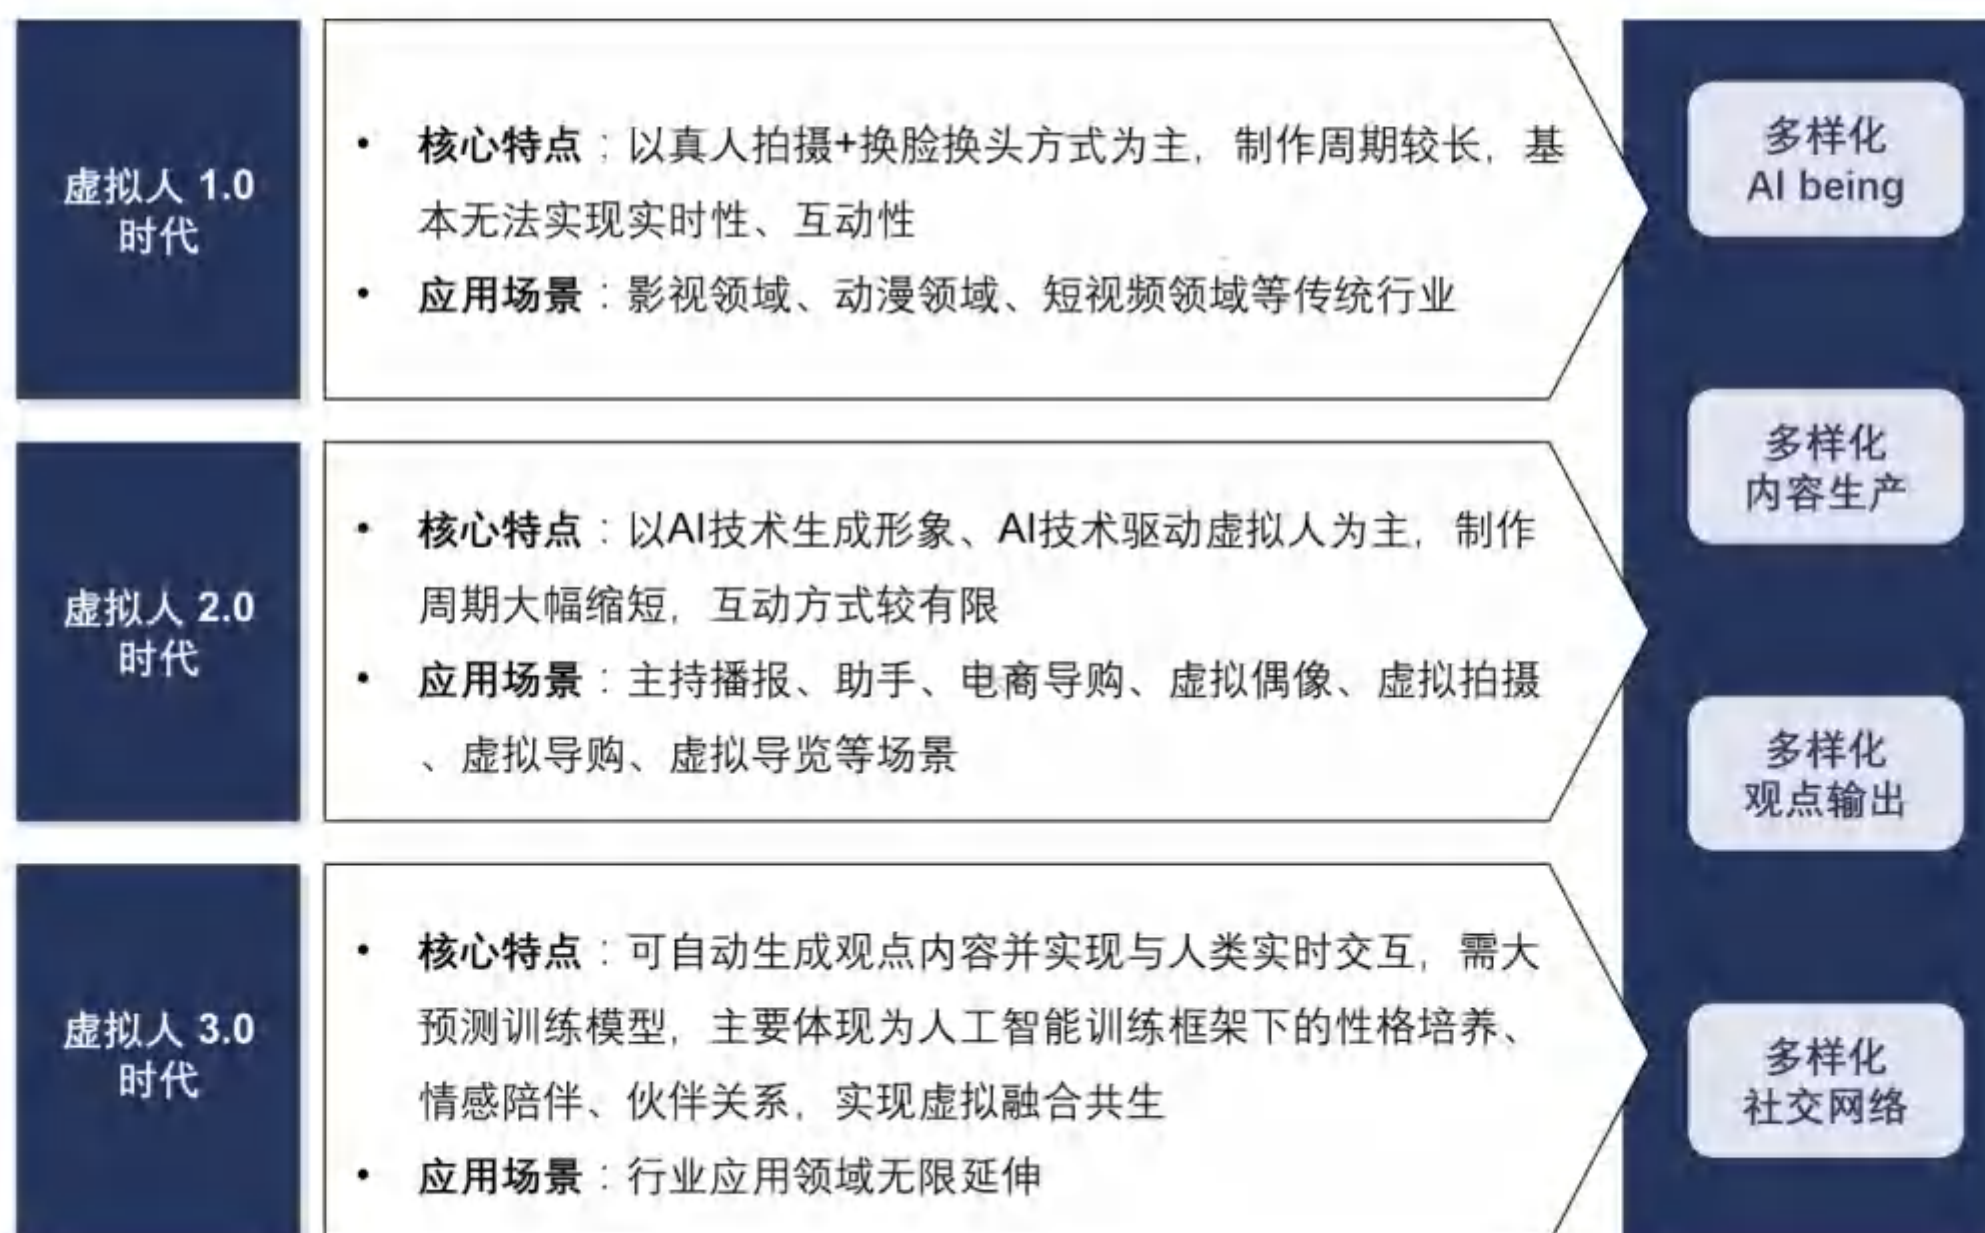 虚拟人 1.0
时代
• 核心特点：以真人拍摄+换脸换头方式为主，制作周期较长，基
本无法实现实时性、互动性
• 应用场景：影视领域、动漫领域、短视频领域等传统行业
虚拟人 2.0
时代
• 核心特点：以AI技术生成形象、AI技术驱动虚拟人为主，制作
周期大幅缩短，互动方式较有限
• 应用场景：主持播报、助手、电商导购、虚拟偶像、虚拟拍摄
、虚拟导购、虚拟导览等场景
虚拟人 3.0
时代
• 核心特点：可自动生成观点内容并实现与人类实时交互，需大
预测训练模型，主要体现为人工智能训练框架下的性格培养、
情感陪伴、伙伴关系，实现虚拟融合共生
• 应用场景：行业应用领域无限延伸
多样化
AI being
多样化
内容生产
多样化
观点输出
多样化
社交网络